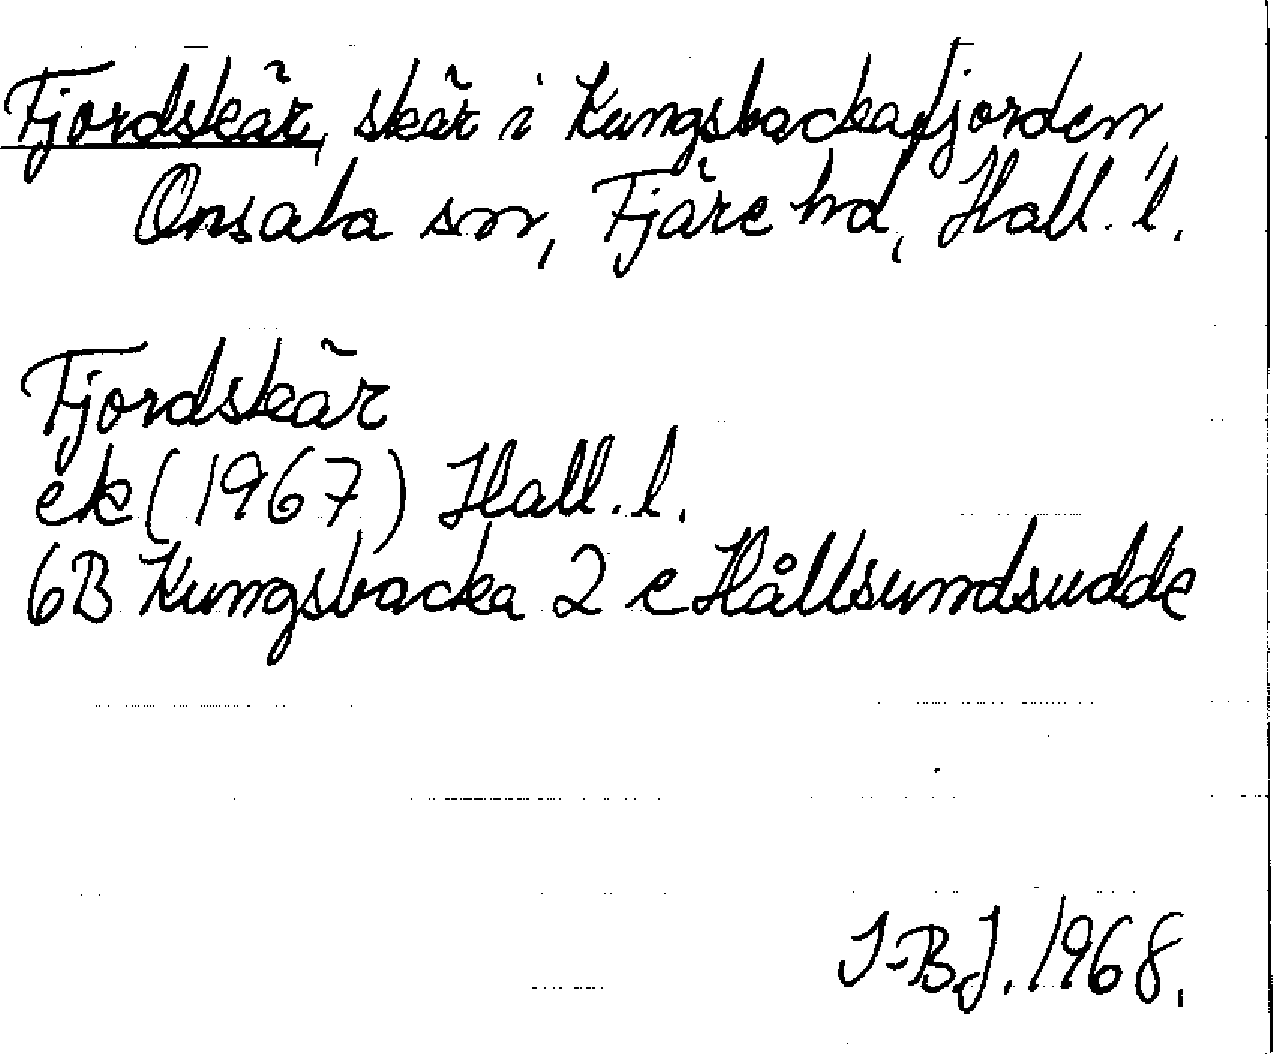 Fjordskär, skär i Kungsbackafjorden,
Onsala sn, Fjäre hd, Hall. l.
Fjordskär
ek (1967) Hall. l.
6B Kungsbacka 2 e Hållsundsudde
I-B.J. 1968.